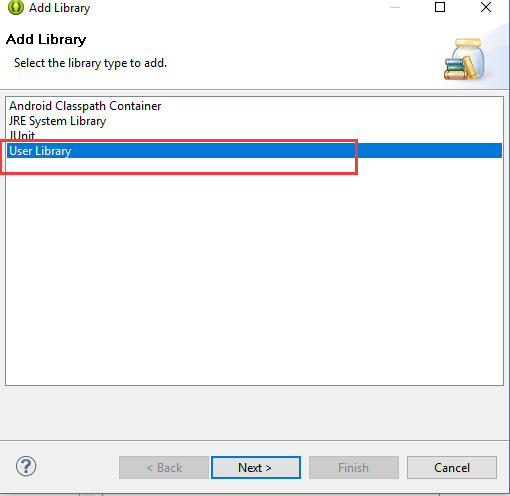 Add Library
Add Library
Select the library type to add.
Android Classpath Container
JRE System Library
JUnit
User Library
?
< Back
Next >
Finish
Cancel